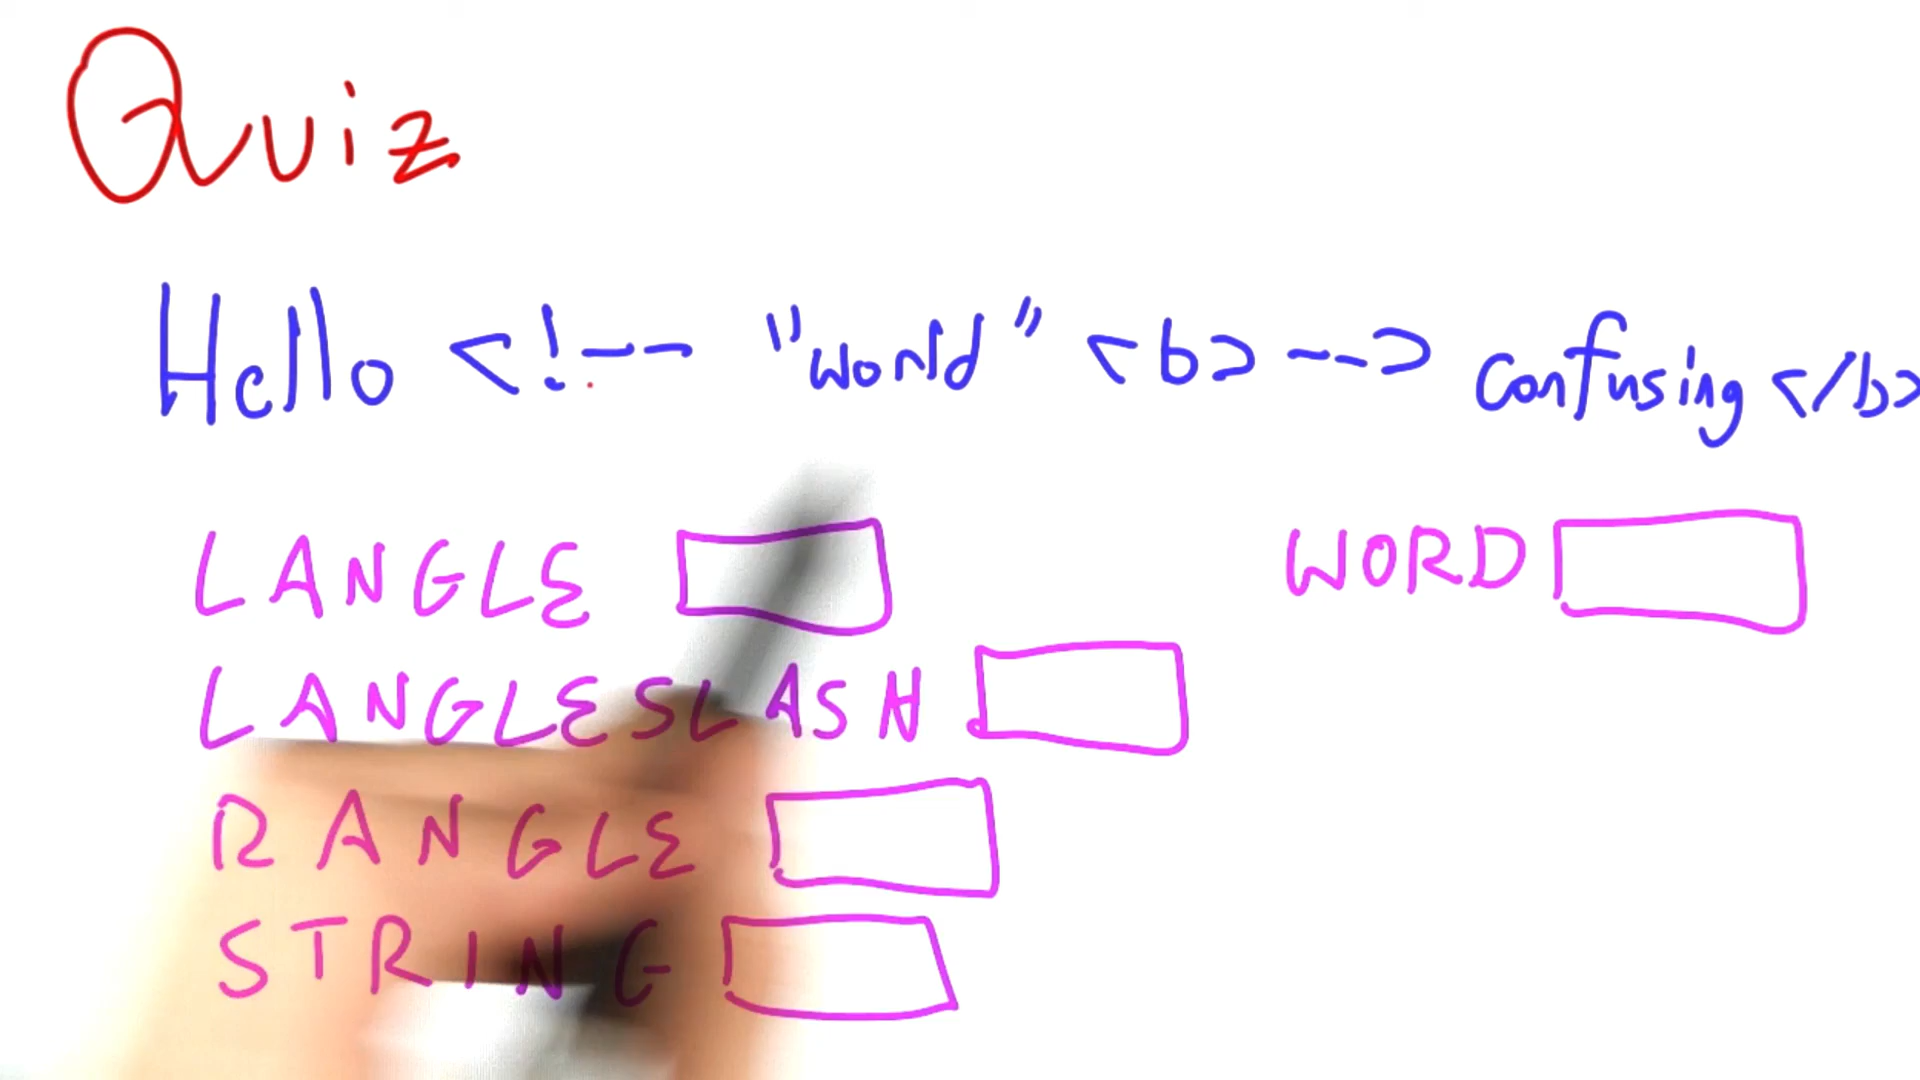 Quiz
Hello <!-- "world" <b> --> confusing </b>
LANGLE WORD
LANGLESLASH
RANGLE
STRING